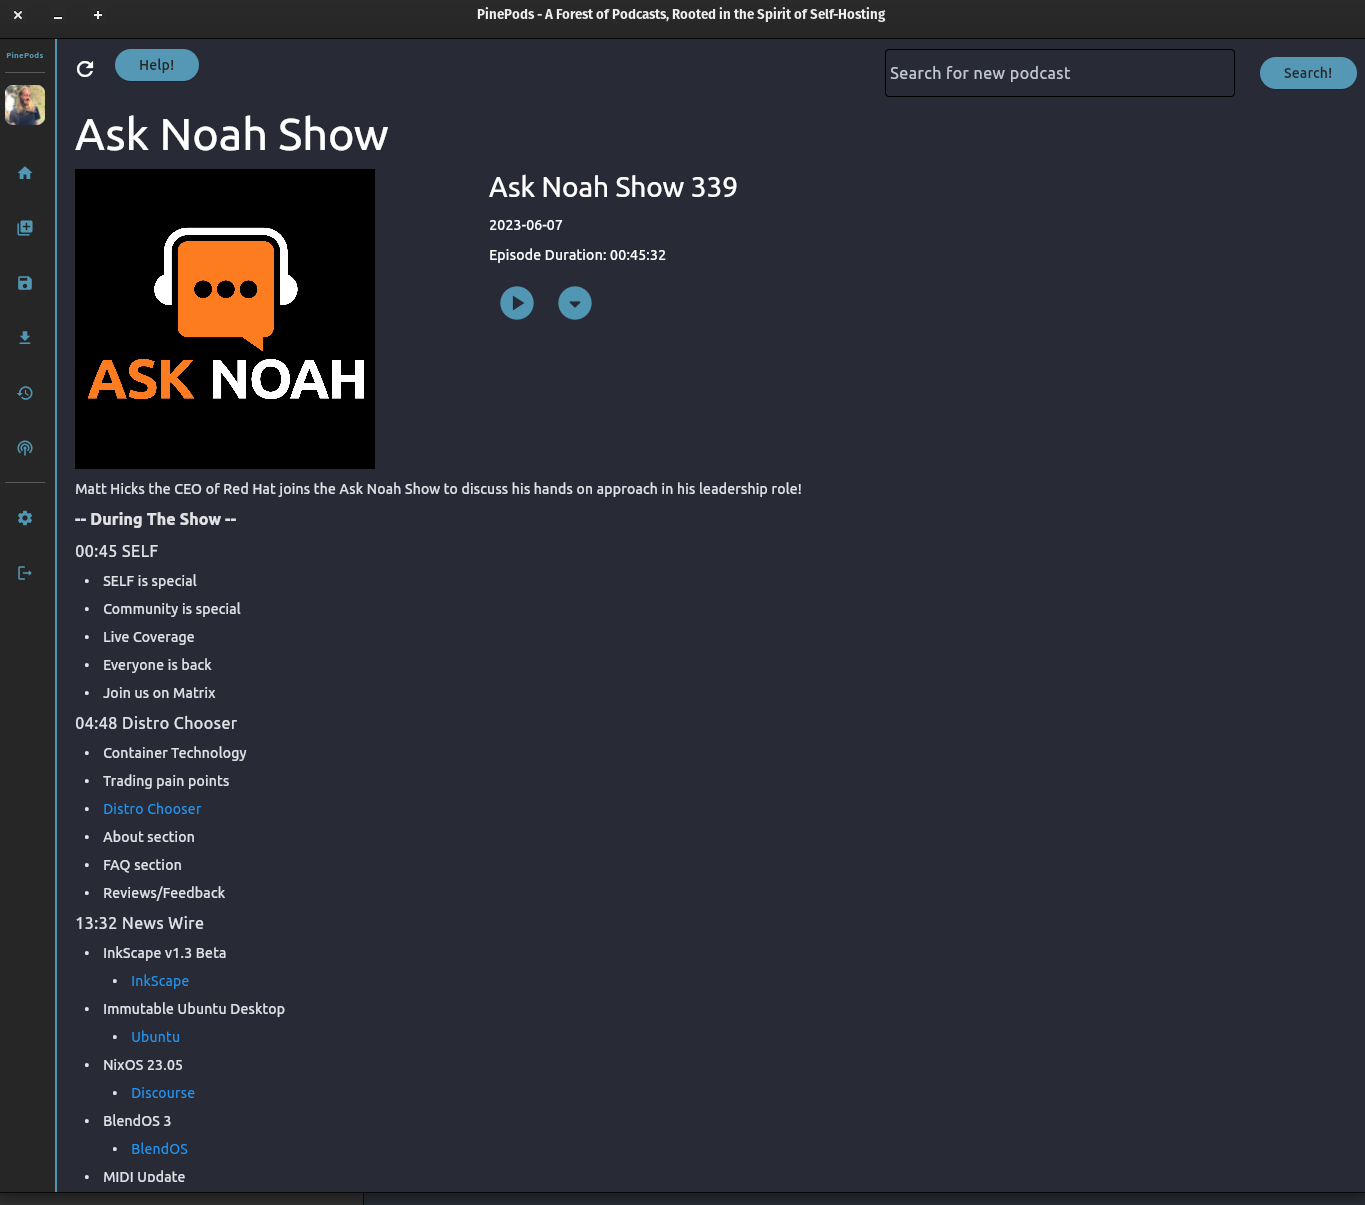 PinePods - A Forest of Podcasts, Rooted in the Spirit of Self-Hosting
PinePods
Help!
Search for new podcast
Search!
Ask Noah Show
ASK NOAH
Ask Noah Show 339
2023-06-07
Episode Duration: 00:45:32
Matt Hicks the CEO of Red Hat joins the Ask Noah Show to discuss his hands on approach in his leadership role!
-- During The Show --
00:45 SELF
• SELF is special
• Community is special
• Live Coverage
• Everyone is back
• Join us on Matrix
04:48 Distro Chooser
• Container Technology
• Trading pain points
• Distro Chooser
• About section
• FAQ section
• Reviews/Feedback
13:32 News Wire
• InkScape v1.3 Beta
• InkScape
• Immutable Ubuntu Desktop
• Ubuntu
• NixOS 23.05
• Discourse
• BlendOS 3
• BlendOS
• MIDI Update